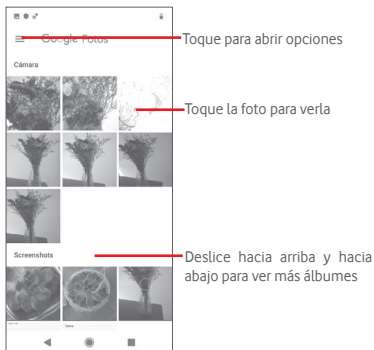 Google Fotos
Toque para abrir opciones
Cámara
Toque la foto para verla
Screenshots
Deslice hacia arriba y hacia
abajo para ver más álbumes